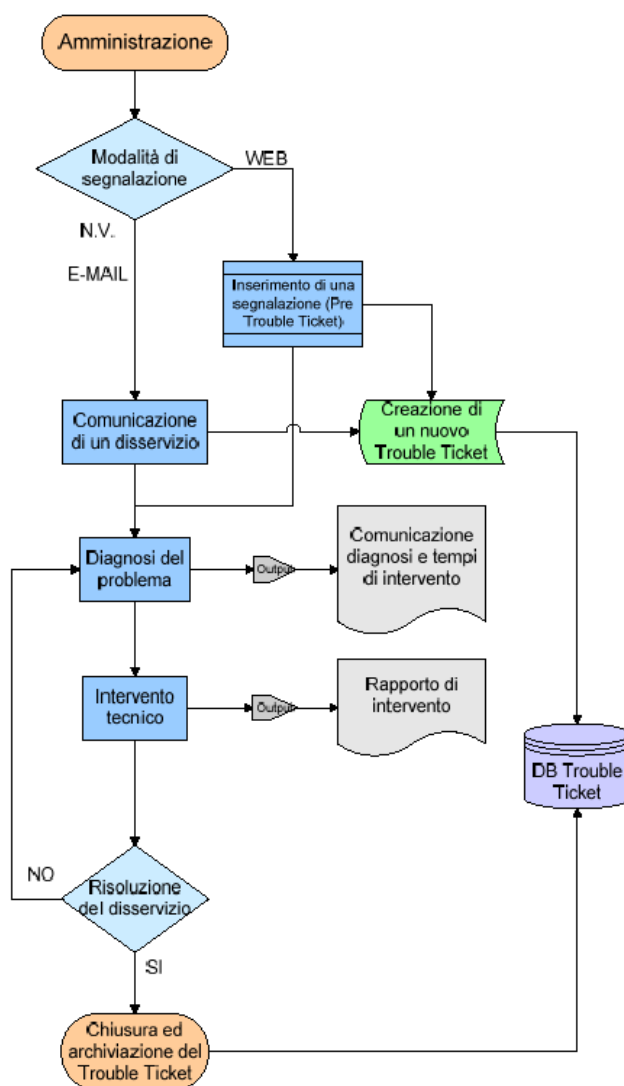 Amministrazione
Modalità di
segnalazione
WEB
N.V..
E-MAIL
Inserimento di una
segnalazione (Pre
Trouble Ticket)
Comunicazione
di un disservizio
Creazione di
un nuovo
Trouble Ticket
Diagnosi del
problema
Output
Comunicazione
diagnosi e tempi
di intervento
Intervento
tecnico
Output
Rapporto di
intervento
DB Trouble
Ticket
NO
Risoluzione
del disservizio
SI
Chiusura ed
archiviazione del
Trouble Ticket